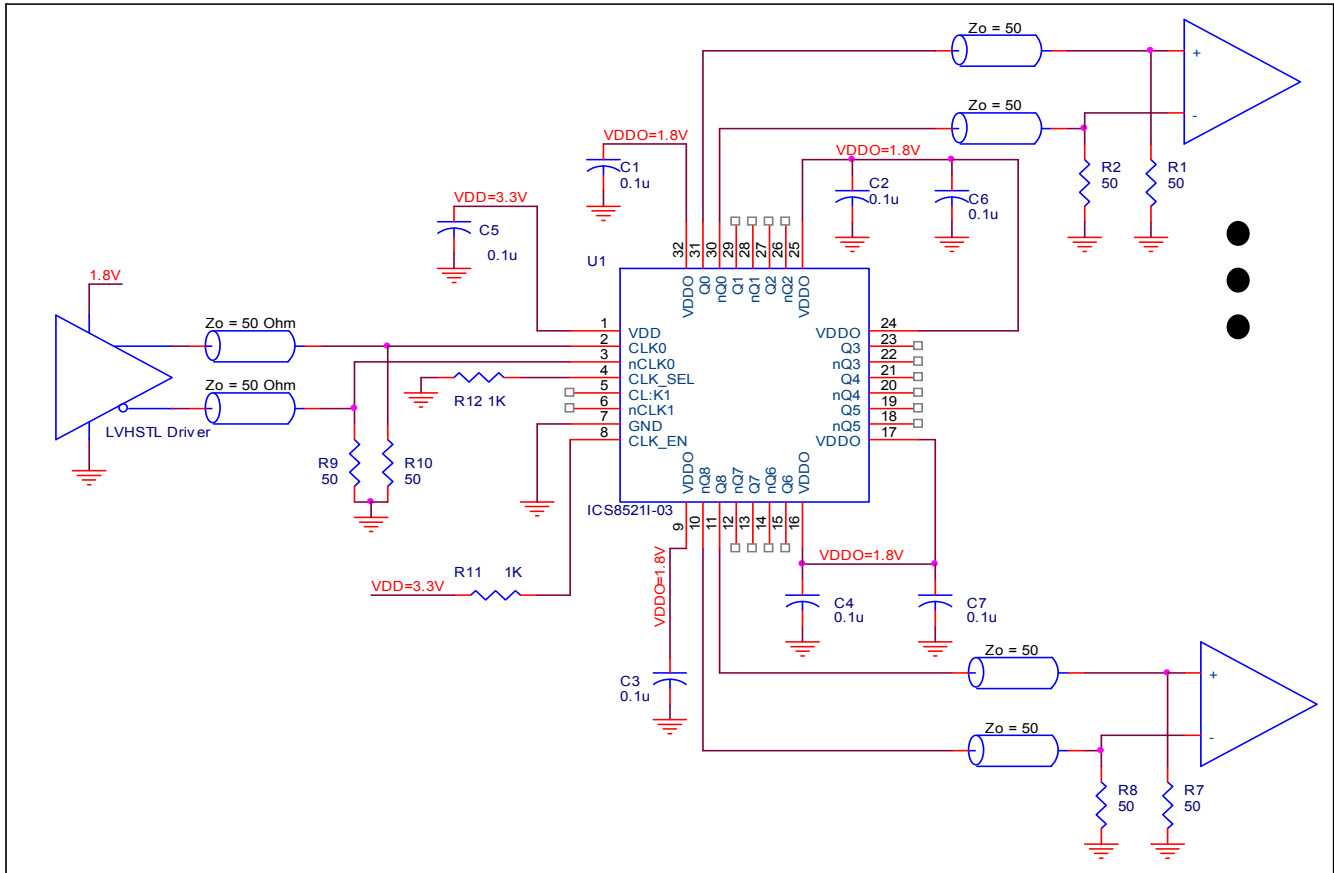 Zo = 50
+
Zo = 50
-
VDDO=1.8V
C1
0.1u
VDDO=1.8V
R2
50
R1
50
C2
0.1u
C6
0.1u
VDD=3.3V
C5
0.1u
U1
32
31
30
29
28
27
26
25
VDDO
Q0
nQ0
Q1
nQ1
Q2
nQ2
VDDO
1.8V
Zo = 50 Ohm
Zo = 50 Ohm
LVHSTL Driver
R9
50
R10
50
R12 1K
1
VDD
2
CLK0
3
nCLK0
4
CLK_SEL
5
CL:K1
6
nCLK1
7
GND
8
CLK_EN
24
VDDO
23
Q3
22
nQ3
21
Q4
20
nQ4
19
Q5
18
nQ5
17
VDDO
VDDO
nQ8
Q8
nQ7
Q7
nQ6
Q6
VDDO
ICS8521I-03
9
10
11
12
13
14
15
16
VDD=3.3V
R11 1K
VDDO=1.8V
VDDO=1.8V
C4
0.1u
C7
0.1u
C3
0.1u
Zo = 50
+
Zo = 50
-
R8
50
R7
50